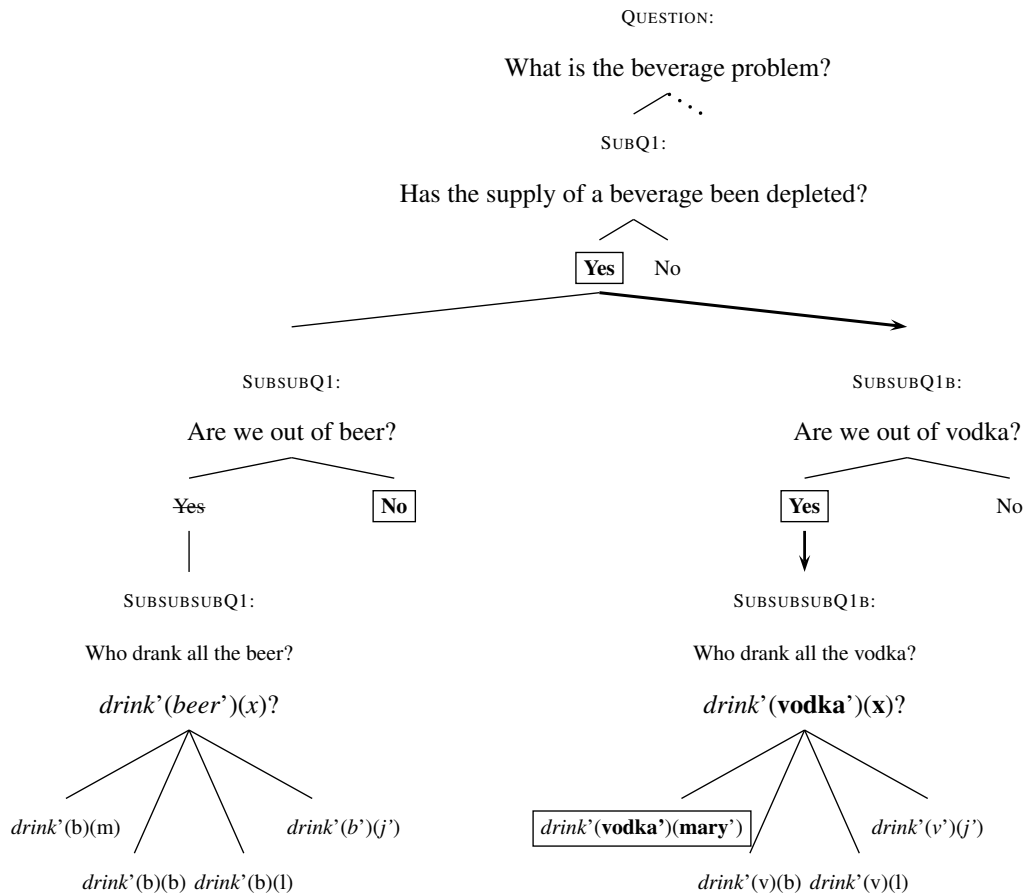 QUESTION:
What is the beverage problem?
SUBQ1:
Has the supply of a beverage been depleted?
Yes No
SUBSUBQ1: SUBSUBQ1B:
Are we out of beer? Are we out of vodka?
Yes No Yes No
SUBSUBSUBQ1: SUBSUBSUBQ1B:
Who drank all the beer? Who drank all the vodka?
drink’(beer’)(x)? drink’(vodka’)(x)?
drink’(b)(m) drink’(b’)(j’) drink’(vodka’)(mary’) drink’(v’)(j’)
drink’(b)(b) drink’(b)(l) drink’(v)(b) drink’(v)(l)